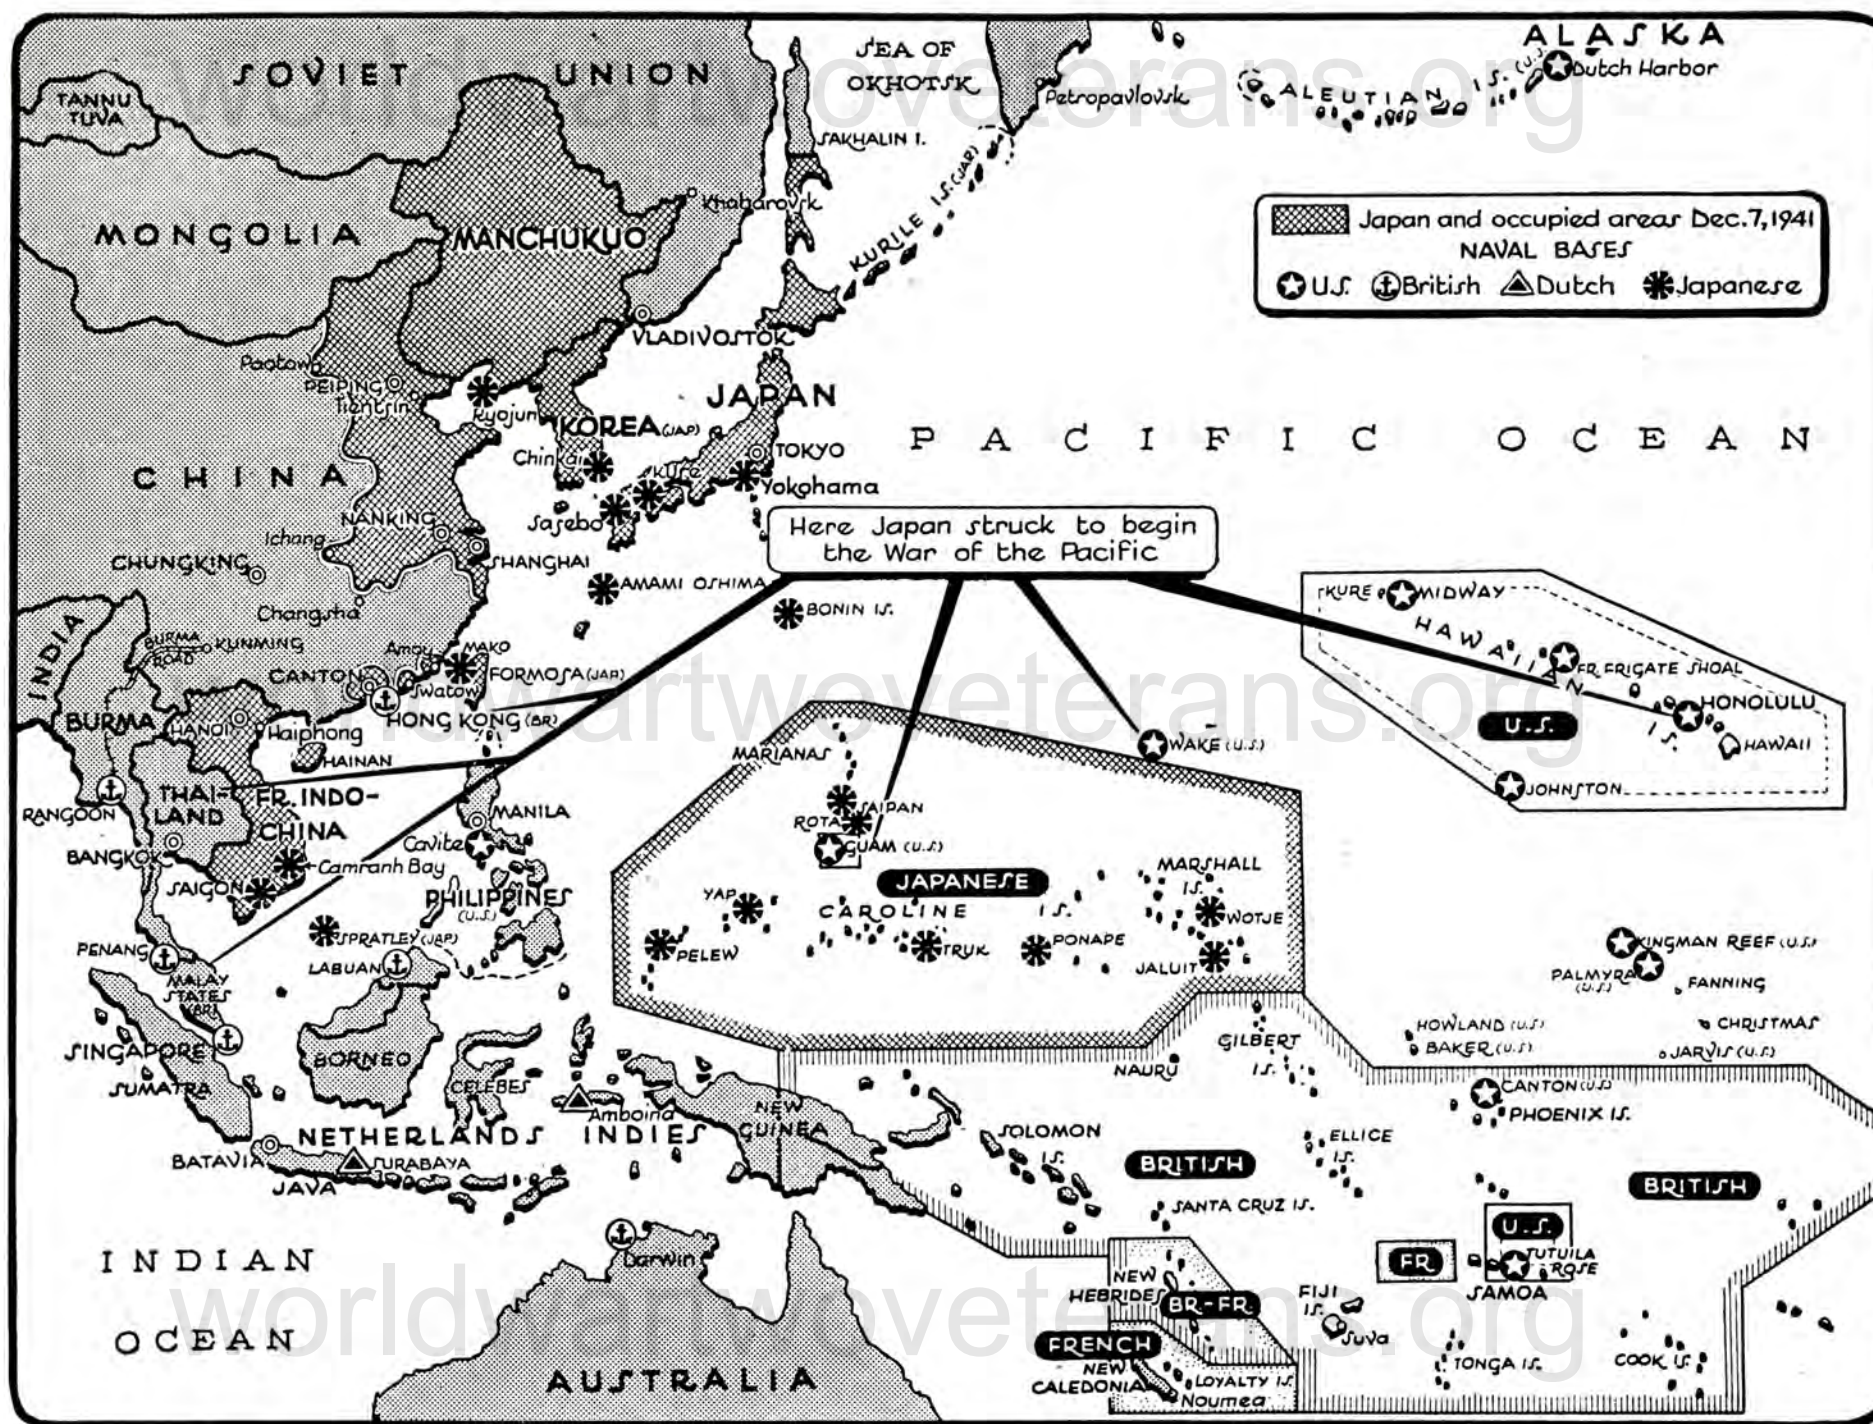 SOVIET UNION
TANNU
TUVA
MONGOLIA
MANCHUKUO
SEA OF
OKHOTSK
SAKHALIN I.
Petropavlovsk
Khabarovsk
KURILE IS. (JAP)
ALASKA
Dutch Harbor
ALEUTIAN IS. (U.S.)
Japan and occupied areas Dec. 7, 1941
NAVAL BASES
U.S. British Dutch Japanese
VLADIVOSTOK
Paotow
PEIPING
Tientsin
Ryojun
KOREA (JAP)
JAPAN
Chinkai
Kure
TOKYO
Yokohama
Sasebo
PACIFIC OCEAN
CHINA
NANKING
Ichang
SHANGHAI
CHUNGKING
Changsha
AMAMI OSHIMA
BONIN IS.
Here Japan struck to begin
the War of the Pacific
KURE
MIDWAY
HAWAIIAN IS.
FR. FRIGATE SHOAL
HONOLULU
U.S.
HAWAII
JOHNSTON
INDIA
BURMA
ROAD
KUNMING
Amoy
MAKO
CANTON
Swatow
FORMOSA (JAP)
HONG KONG (BR)
BURMA
HANOI
Haiphong
HAINAN
RANGOON
THAI-
LAND
FR. INDO-
CHINA
BANGKOK
Camranh Bay
SAIGON
MANILA
Cavite
PHILIPPINES
(U.S.)
SPRATLEY (JAP)
LABUAN
PENANG
MALAY
STATES
(BR)
SINGAPORE
SUMATRA
BORNEO
CELEBES
NETHERLANDS INDIES
Amboina
BATAVIA
SURABAYA
JAVA
NEW
GUINEA
MARIANAS
SAIPAN
ROTA
GUAM (U.S.)
WAKE (U.S.)
JAPANESE
MARSHALL
IS.
YAP
CAROLINE IS.
WOTJE
PELEW
TRUK
PONAPE
JALUIT
KINGMAN REEF (U.S.)
PALMYRA
(U.S.)
FANNING
HOWLAND (U.S.)
BAKER (U.S.)
CHRISTMAS
JARVIS (U.S.)
GILBERT
IS.
NAURU
CANTON (U.S.)
PHOENIX IS.
SOLOMON
IS.
ELLICE
IS.
BRITISH
BRITISH
SANTA CRUZ IS.
U.S.
TUTUILA
ROSE
SAMOA
FR.
NEW
HEBRIDES
BR.-FR.
FIJI
IS.
Suva
FRENCH
NEW
CALEDONIA
LOYALTY IS.
Noumea
TONGA IS.
COOK IS.
Darwin
INDIAN
OCEAN
AUSTRALIA
worldwartwoveterans.org
worldwartwoveterans.org
worldwartwoveterans.org